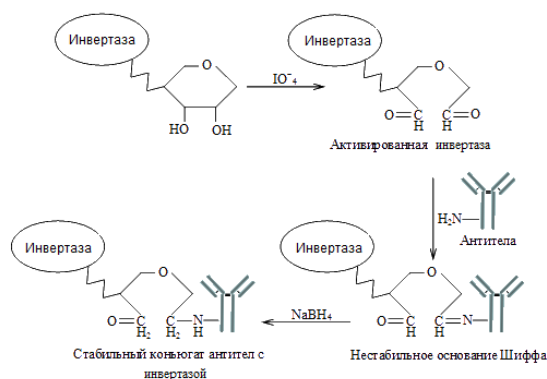 Инвертаза
O
HO OH
IO⁻4
Инвертаза
O
O=C C=O
H H
Активированная инвертаза
H2N
Антитела
Инвертаза
O
O=C C–N
H2 H2 H
Стабильный коньюгат антител с
инвертазой
NaBH4
Инвертаза
O
O=C C=N
H H
Нестабильное основание Шиффа